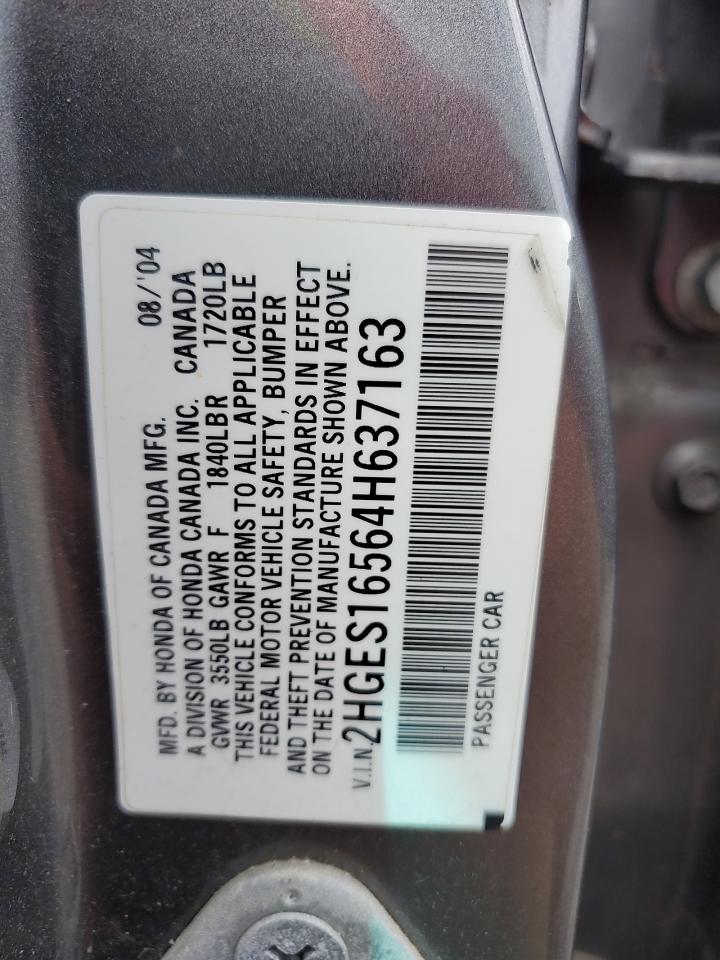 MFD. BY HONDA OF CANADA MFG. 08/'04
A DIVISION OF HONDA CANADA INC. CANADA
GVWR 3550LB GAWR F 1840LBR 1720LB
THIS VEHICLE CONFORMS TO ALL APPLICABLE
FEDERAL MOTOR VEHICLE SAFETY, BUMPER
AND THEFT PREVENTION STANDARDS IN EFFECT
ON THE DATE OF MANUFACTURE SHOWN ABOVE.
V.I.N. 2HGES16564H637163
PASSENGER CAR